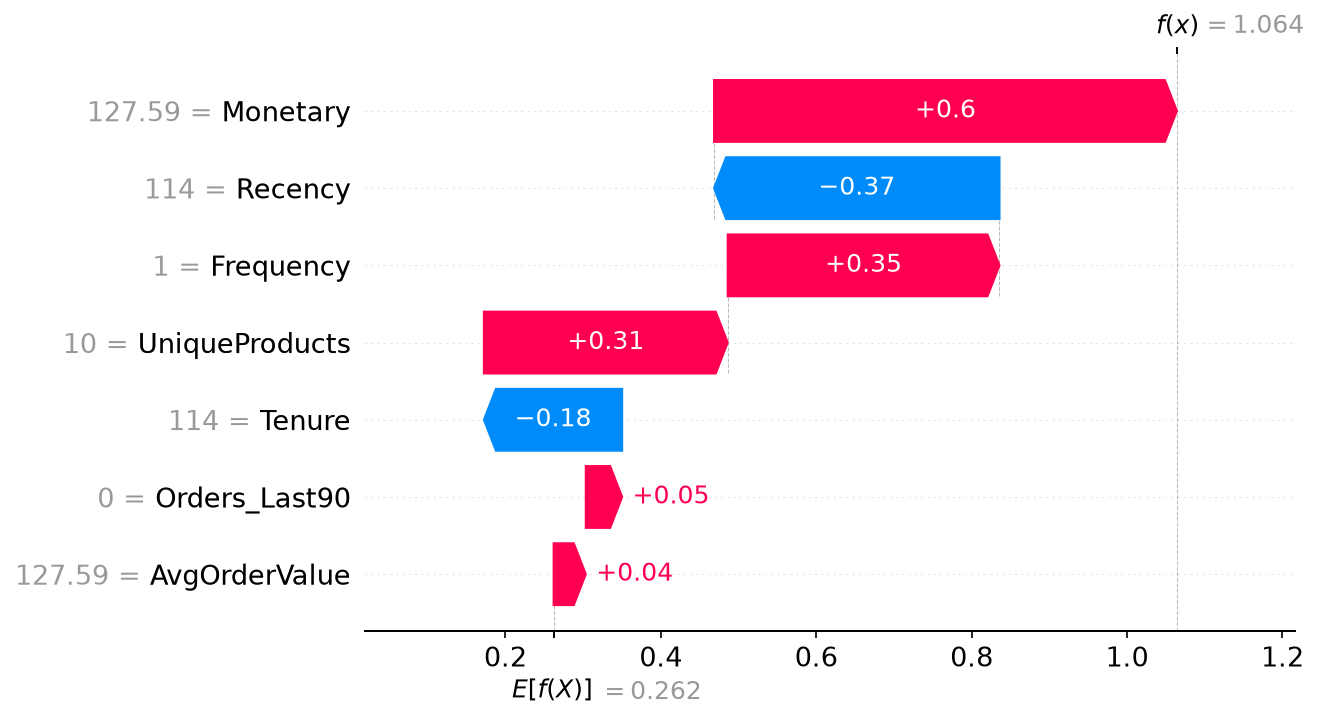 f(x) = 1.064
127.59 = Monetary
+0.6
114 = Recency
−0.37
1 = Frequency
+0.35
10 = UniqueProducts
+0.31
114 = Tenure
−0.18
0 = Orders_Last90
+0.05
127.59 = AvgOrderValue
+0.04
0.2 0.4 0.6 0.8 1.0 1.2
E[f(X)] = 0.262